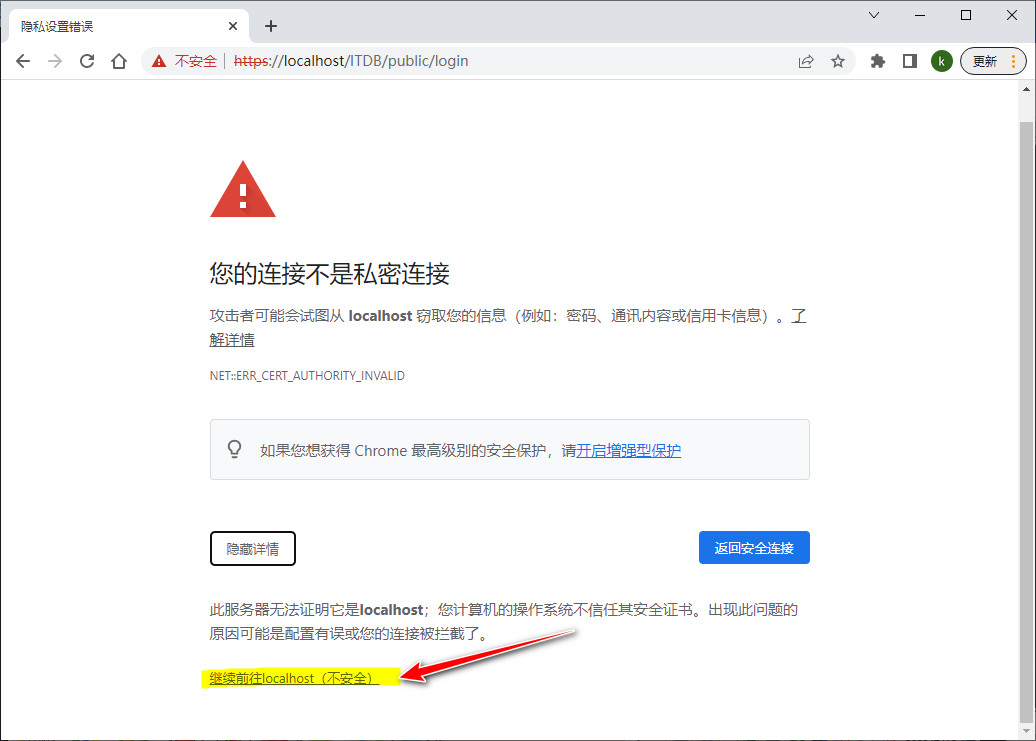 隐私设置错误
不安全 https://localhost/ITDB/public/login
k
更新
您的连接不是私密连接
攻击者可能会试图从 localhost 窃取您的信息（例如：密码、通讯内容或信用卡信息）。了
解详情
NET::ERR_CERT_AUTHORITY_INVALID
如果您想获得 Chrome 最高级别的安全保护，请开启增强型保护
隐藏详情
返回安全连接
此服务器无法证明它是localhost；您计算机的操作系统不信任其安全证书。出现此问题的
原因可能是配置有误或您的连接被拦截了。
继续前往localhost（不安全）